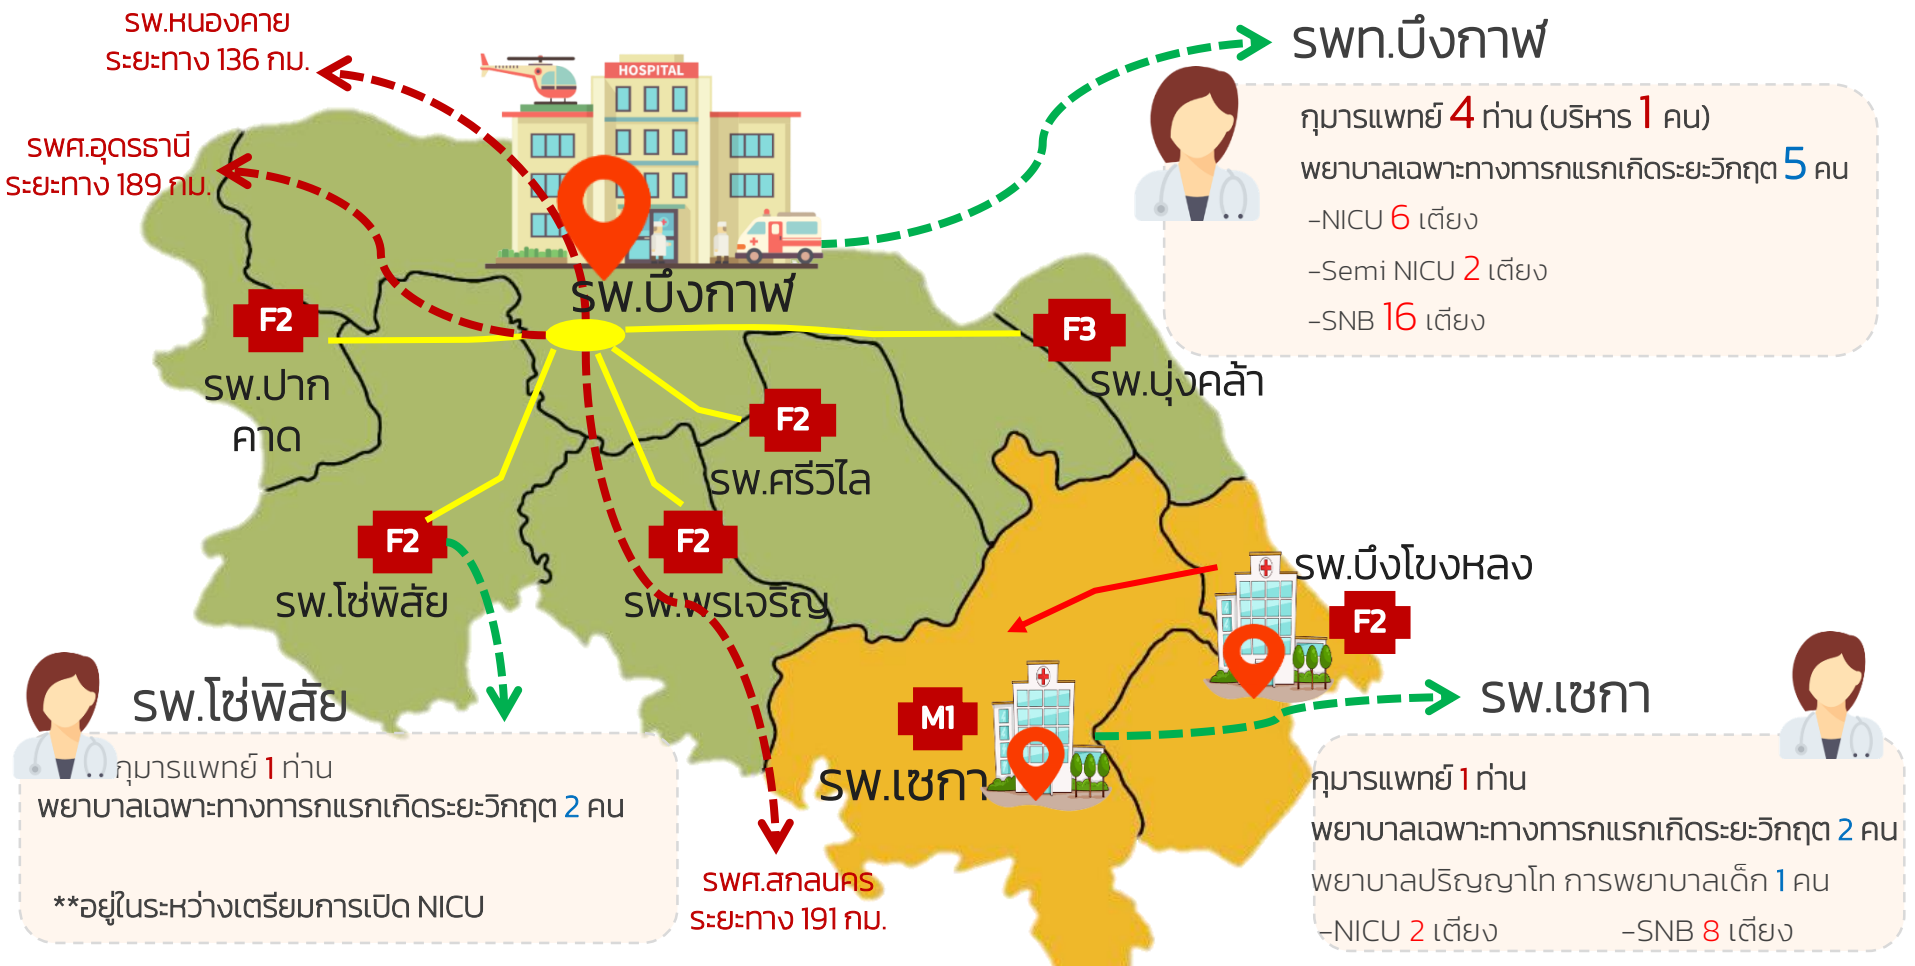 รพ.หนองคาย
ระยะทาง 136 กม.
รพศ.อุดรธานี
ระยะทาง 189 กม.
HOSPITAL
รพ.บึงกาฬ
รพท.บึงกาฬ
กุมารแพทย์ 4 ท่าน (บริหาร 1 คน)
พยาบาลเฉพาะทางทารกแรกเกิดระยะวิกฤต 5 คน
-NICU 6 เตียง
-Semi NICU 2 เตียง
-SNB 16 เตียง
F2
รพ.ปาก
คาด
F3
รพ.บุ่งคล้า
F2
รพ.ศรีวิไล
F2
รพ.โซ่พิสัย
F2
รพ.พรเจริญ
รพ.บึงโขงหลง
F2
M1
รพ.เซกา
รพ.โซ่พิสัย
กุมารแพทย์ 1 ท่าน
พยาบาลเฉพาะทางทารกแรกเกิดระยะวิกฤต 2 คน
**อยู่ในระหว่างเตรียมการเปิด NICU
รพศ.สกลนคร
ระยะทาง 191 กม.
รพ.เซกา
กุมารแพทย์ 1 ท่าน
พยาบาลเฉพาะทางทารกแรกเกิดระยะวิกฤต 2 คน
พยาบาลปริญญาโท การพยาบาลเด็ก 1 คน
-NICU 2 เตียง -SNB 8 เตียง